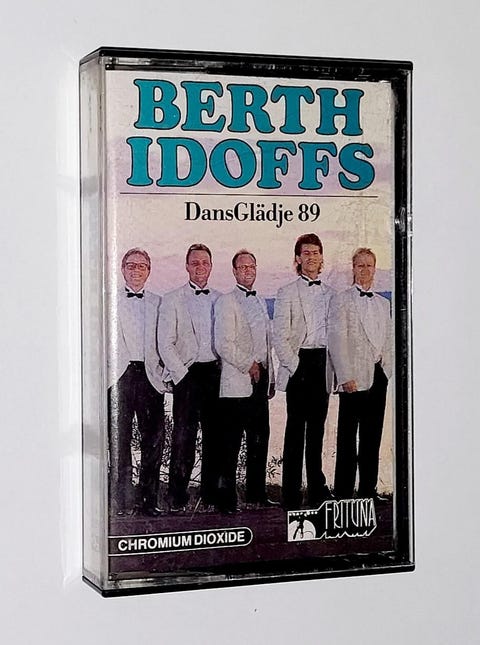 BERTH
IDOFFS
DansGlädje 89
FRITUNA
CHROMIUM DIOXIDE